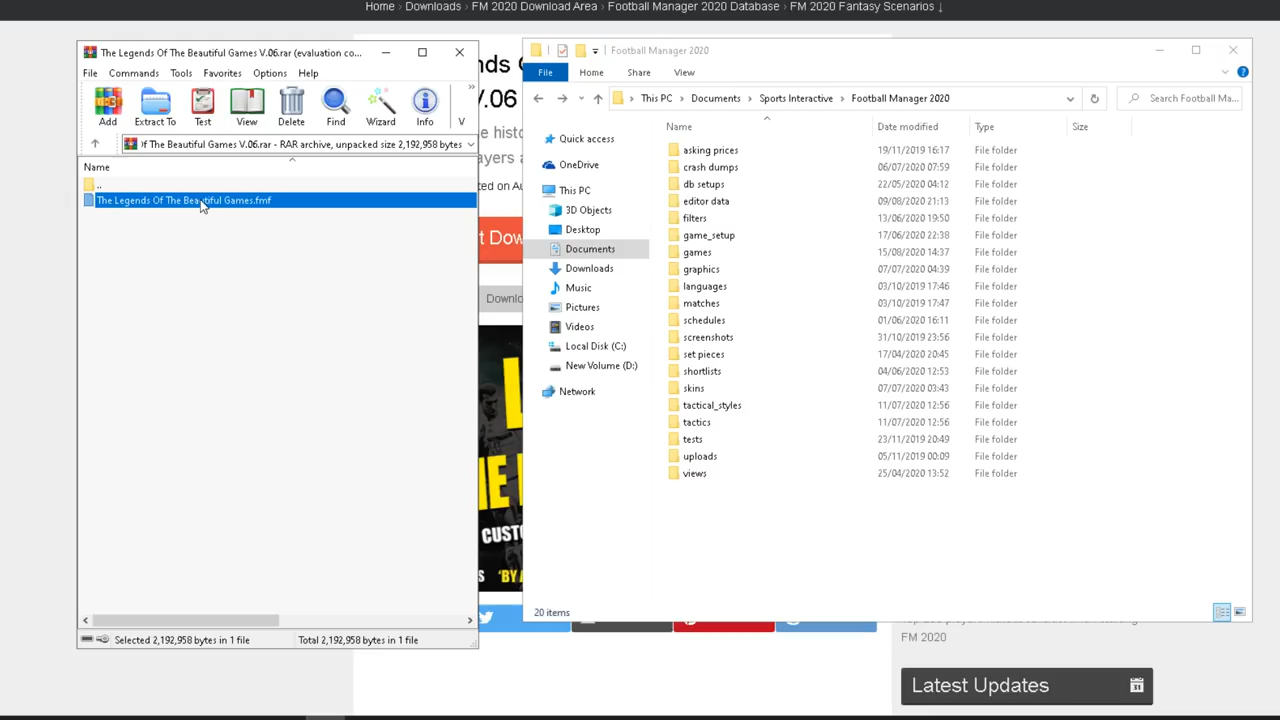 Home › Downloads › FM 2020 Download Area › Football Manager 2020 Database › FM 2020 Fantasy Scenarios ↓
The Legends Of The Beautiful Games V.06.rar (evaluation co...
File Commands Tools Favorites Options Help
Add Extract To Test View Delete Find Wizard Info V
»
If The Beautiful Games V.06.rar - RAR archive, unpacked size 2,192,958 bytes
Name
..
The Legends Of The Beautiful Games.fmf
Selected 2,192,958 bytes in 1 file
Total 2,192,958 bytes in 1 file
nds
V.06
e his
ayers a
ted on Au
t Dow
Downlo
L
CUSTO
S 'BY
Football Manager 2020
File Home Share View
This PC › Documents › Sports Interactive › Football Manager 2020
Search Football Ma...
Quick access
OneDrive
This PC
3D Objects
Desktop
Documents
Downloads
Music
Pictures
Videos
Local Disk (C:)
New Volume (D:)
Network
Name Date modified Type Size
asking prices 19/11/2019 16:17 File folder
crash dumps 06/07/2020 07:59 File folder
db setups 22/05/2020 04:12 File folder
editor data 09/08/2020 21:13 File folder
filters 13/06/2020 19:50 File folder
game_setup 17/06/2020 22:38 File folder
games 15/08/2020 14:37 File folder
graphics 07/07/2020 04:39 File folder
languages 03/10/2019 17:46 File folder
matches 03/10/2019 17:47 File folder
schedules 01/06/2020 16:11 File folder
screenshots 31/10/2019 23:56 File folder
set pieces 17/04/2020 20:45 File folder
shortlists 04/06/2020 12:53 File folder
skins 07/07/2020 03:43 File folder
tactical_styles 11/07/2020 12:56 File folder
tactics 11/07/2020 12:56 File folder
tests 23/11/2019 20:49 File folder
uploads 05/11/2019 00:09 File folder
views 25/04/2020 13:52 File folder
20 items
FM 2020
Latest Updates